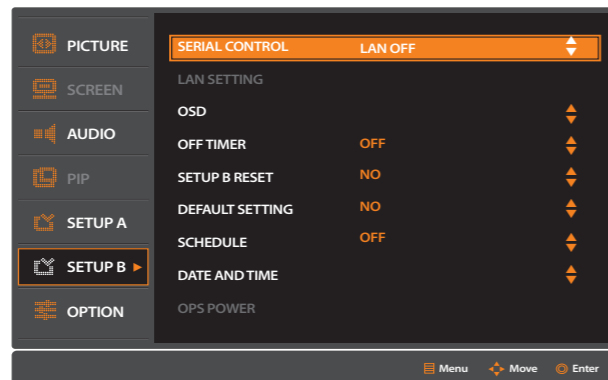 PICTURE
SCREEN
AUDIO
PIP
SETUP A
SETUP B
OPTION
SERIAL CONTROL LAN OFF
LAN SETTING
OSD
OFF TIMER OFF
SETUP B RESET NO
DEFAULT SETTING NO
SCHEDULE OFF
DATE AND TIME
OPS POWER
Menu Move Enter